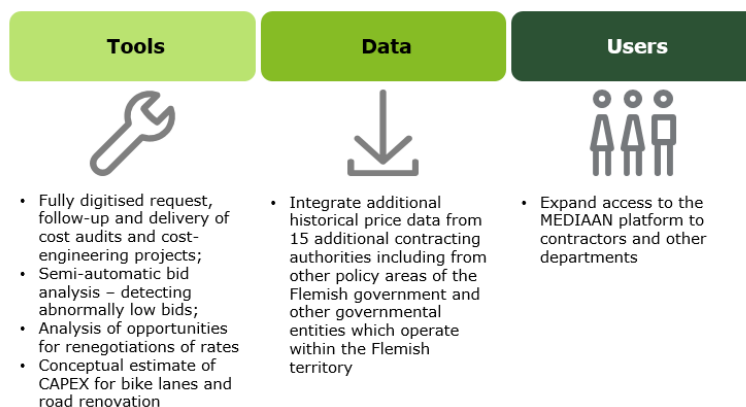 Tools
• Fully digitised request,
follow-up and delivery of
cost audits and cost-
engineering projects;
• Semi-automatic bid
analysis – detecting
abnormally low bids;
• Analysis of opportunities
for renegotiations of rates
• Conceptual estimate of
CAPEX for bike lanes and
road renovation
Data
• Integrate additional
historical price data from
15 additional contracting
authorities including from
other policy areas of the
Flemish government and
other governmental
entities which operate
within the Flemish
territory
Users
• Expand access to the
MEDIAAN platform to
contractors and other
departments